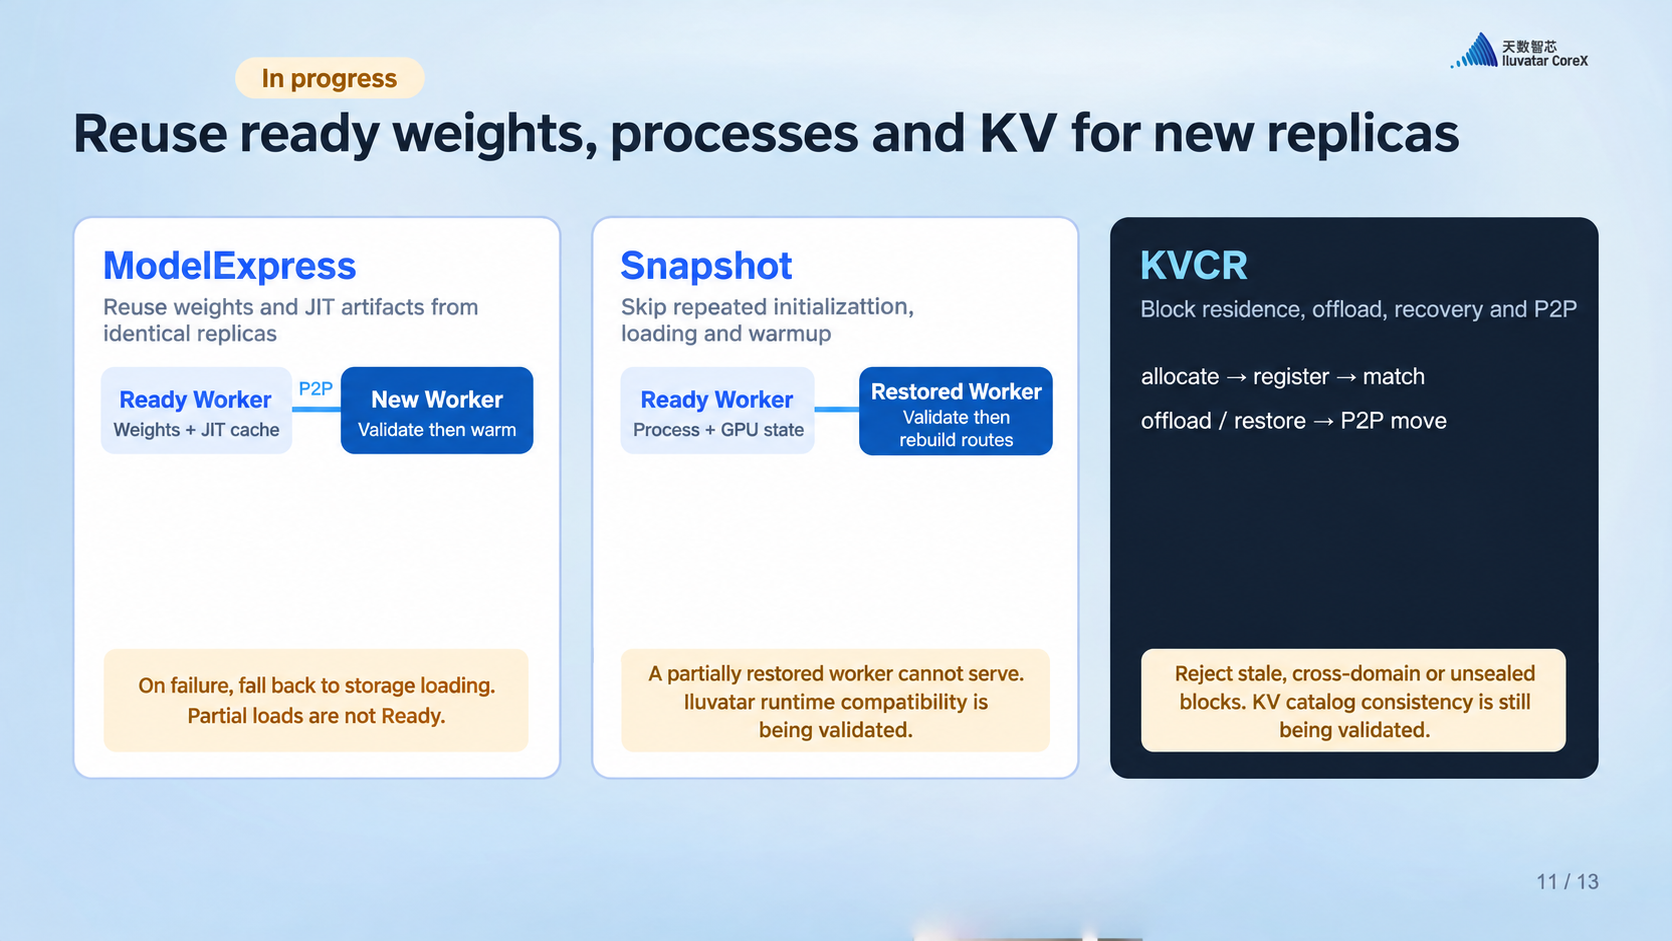 天数智芯
Iluvatar CoreX
In progress
Reuse ready weights, processes and KV for new replicas
ModelExpress
Reuse weights and JIT artifacts from
identical replicas
Ready Worker
Weights + JIT cache
P2P
New Worker
Validate then warm
On failure, fall back to storage loading.
Partial loads are not Ready.
Snapshot
Skip repeated initializattion,
loading and warmup
Ready Worker
Process + GPU state
Restored Worker
Validate then
rebuild routes
A partially restored worker cannot serve.
Iluvatar runtime compatibility is
being validated.
KVCR
Block residence, offload, recovery and P2P
allocate → register → match
offload / restore → P2P move
Reject stale, cross-domain or unsealed
blocks. KV catalog consistency is still
being validated.
11 / 13